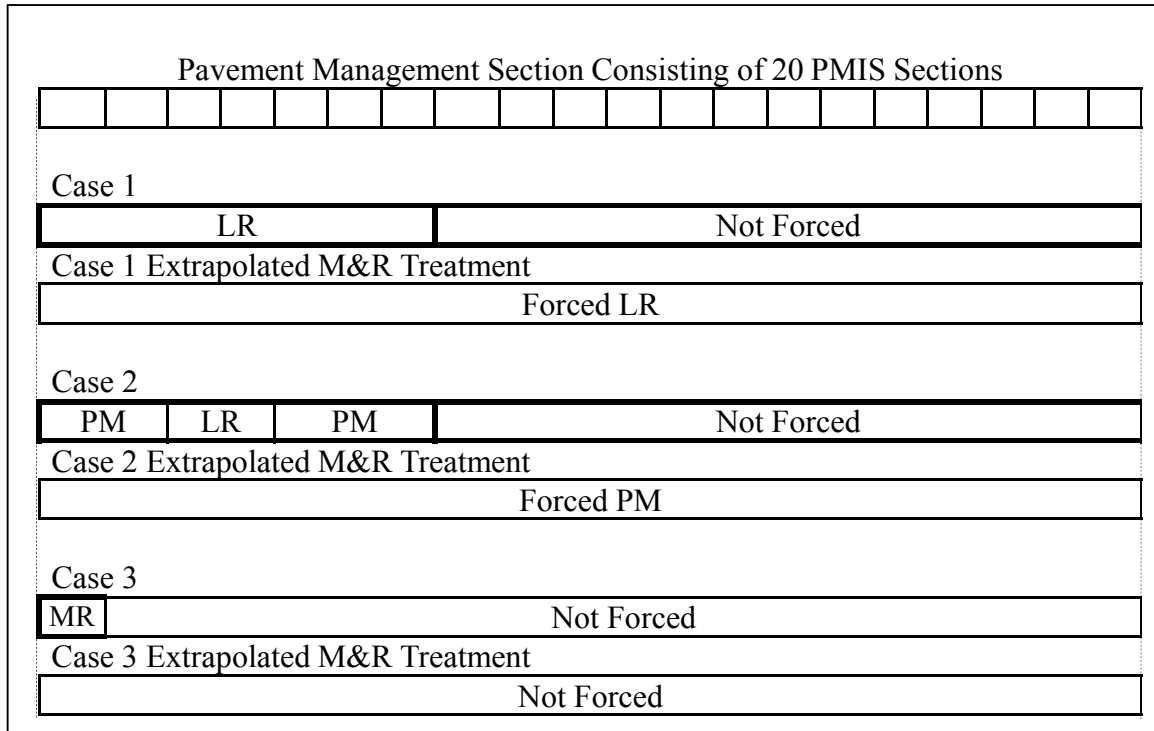 Pavement Management Section Consisting of 20 PMIS Sections
Case 1
LR Not Forced
Case 1 Extrapolated M&R Treatment
Forced LR
Case 2
PM LR PM Not Forced
Case 2 Extrapolated M&R Treatment
Forced PM
Case 3
MR Not Forced
Case 3 Extrapolated M&R Treatment
Not Forced